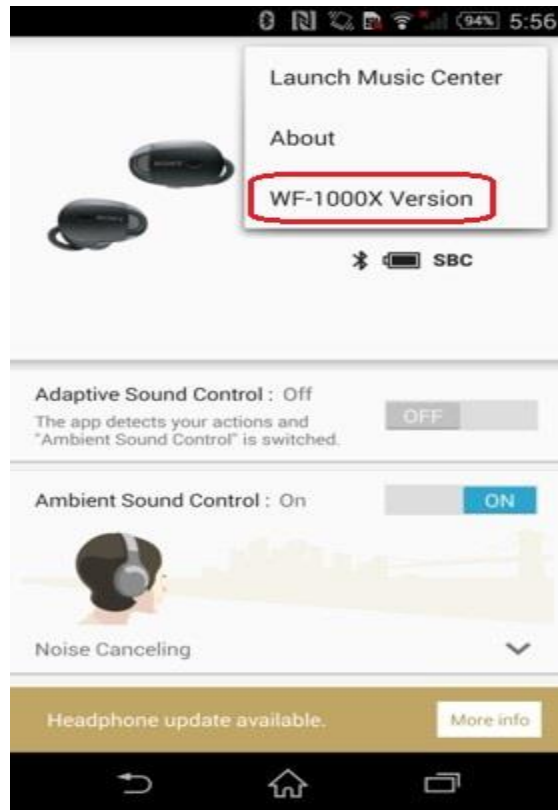 94% 5:56
Launch Music Center
About
WF-1000X Version
SBC
Adaptive Sound Control : Off
The app detects your actions and
"Ambient Sound Control" is switched.
OFF
Ambient Sound Control : On
ON
Noise Canceling
Headphone update available.
More info